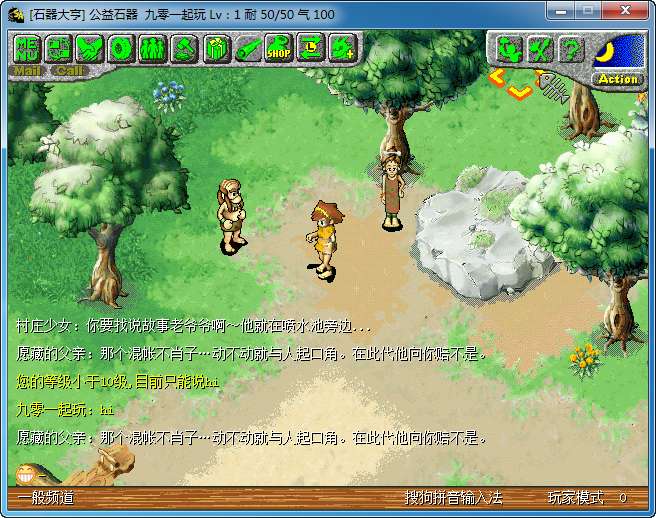 [石器大亨] 公益石器 九零一起玩 Lv : 1 耐 50/50 气 100
MENU
SHOP
Mail Call
Action
村庄少女: 你要找说故事老爷爷啊～他就在喷水池旁边...
愿藏的父亲: 那个混帐不肖子…动不动就与人起口角。在此代他向你赔不是。
您的等级小于10级,目前只能说hi
九零一起玩: hi
愿藏的父亲: 那个混帐不肖子…动不动就与人起口角。在此代他向你赔不是。
一般频道 搜狗拼音输入法 玩家模式 0